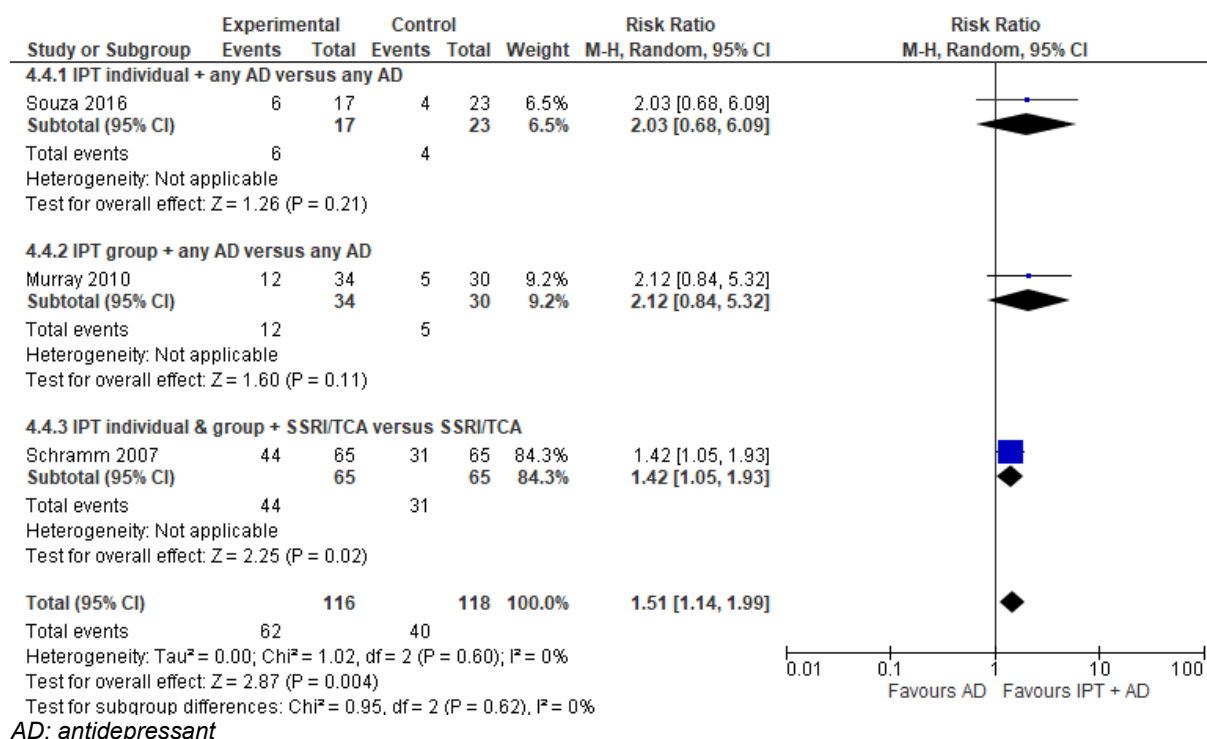 Experimental Control Risk Ratio Risk Ratio
Study or Subgroup Events Total Events Total Weight M-H, Random, 95% CI M-H, Random, 95% CI
4.4.1 IPT individual + any AD versus any AD
Souza 2016 6 17 4 23 6.5% 2.03 [0.68, 6.09]
Subtotal (95% CI) 17 23 6.5% 2.03 [0.68, 6.09]
Total events 6 4
Heterogeneity: Not applicable
Test for overall effect: Z = 1.26 (P = 0.21)
4.4.2 IPT group + any AD versus any AD
Murray 2010 12 34 5 30 9.2% 2.12 [0.84, 5.32]
Subtotal (95% CI) 34 30 9.2% 2.12 [0.84, 5.32]
Total events 12 5
Heterogeneity: Not applicable
Test for overall effect: Z = 1.60 (P = 0.11)
4.4.3 IPT individual & group + SSRI/TCA versus SSRI/TCA
Schramm 2007 44 65 31 65 84.3% 1.42 [1.05, 1.93]
Subtotal (95% CI) 65 65 84.3% 1.42 [1.05, 1.93]
Total events 44 31
Heterogeneity: Not applicable
Test for overall effect: Z = 2.25 (P = 0.02)
Total (95% CI) 116 118 100.0% 1.51 [1.14, 1.99]
Total events 62 40
Heterogeneity: Tau² = 0.00; Chi² = 1.02, df = 2 (P = 0.60); I² = 0%
Test for overall effect: Z = 2.87 (P = 0.004)
Test for subgroup differences: Chi² = 0.95, df = 2 (P = 0.62), I² = 0%
0.01 0.1 1 10 100
Favours AD Favours IPT + AD
AD: antidepressant